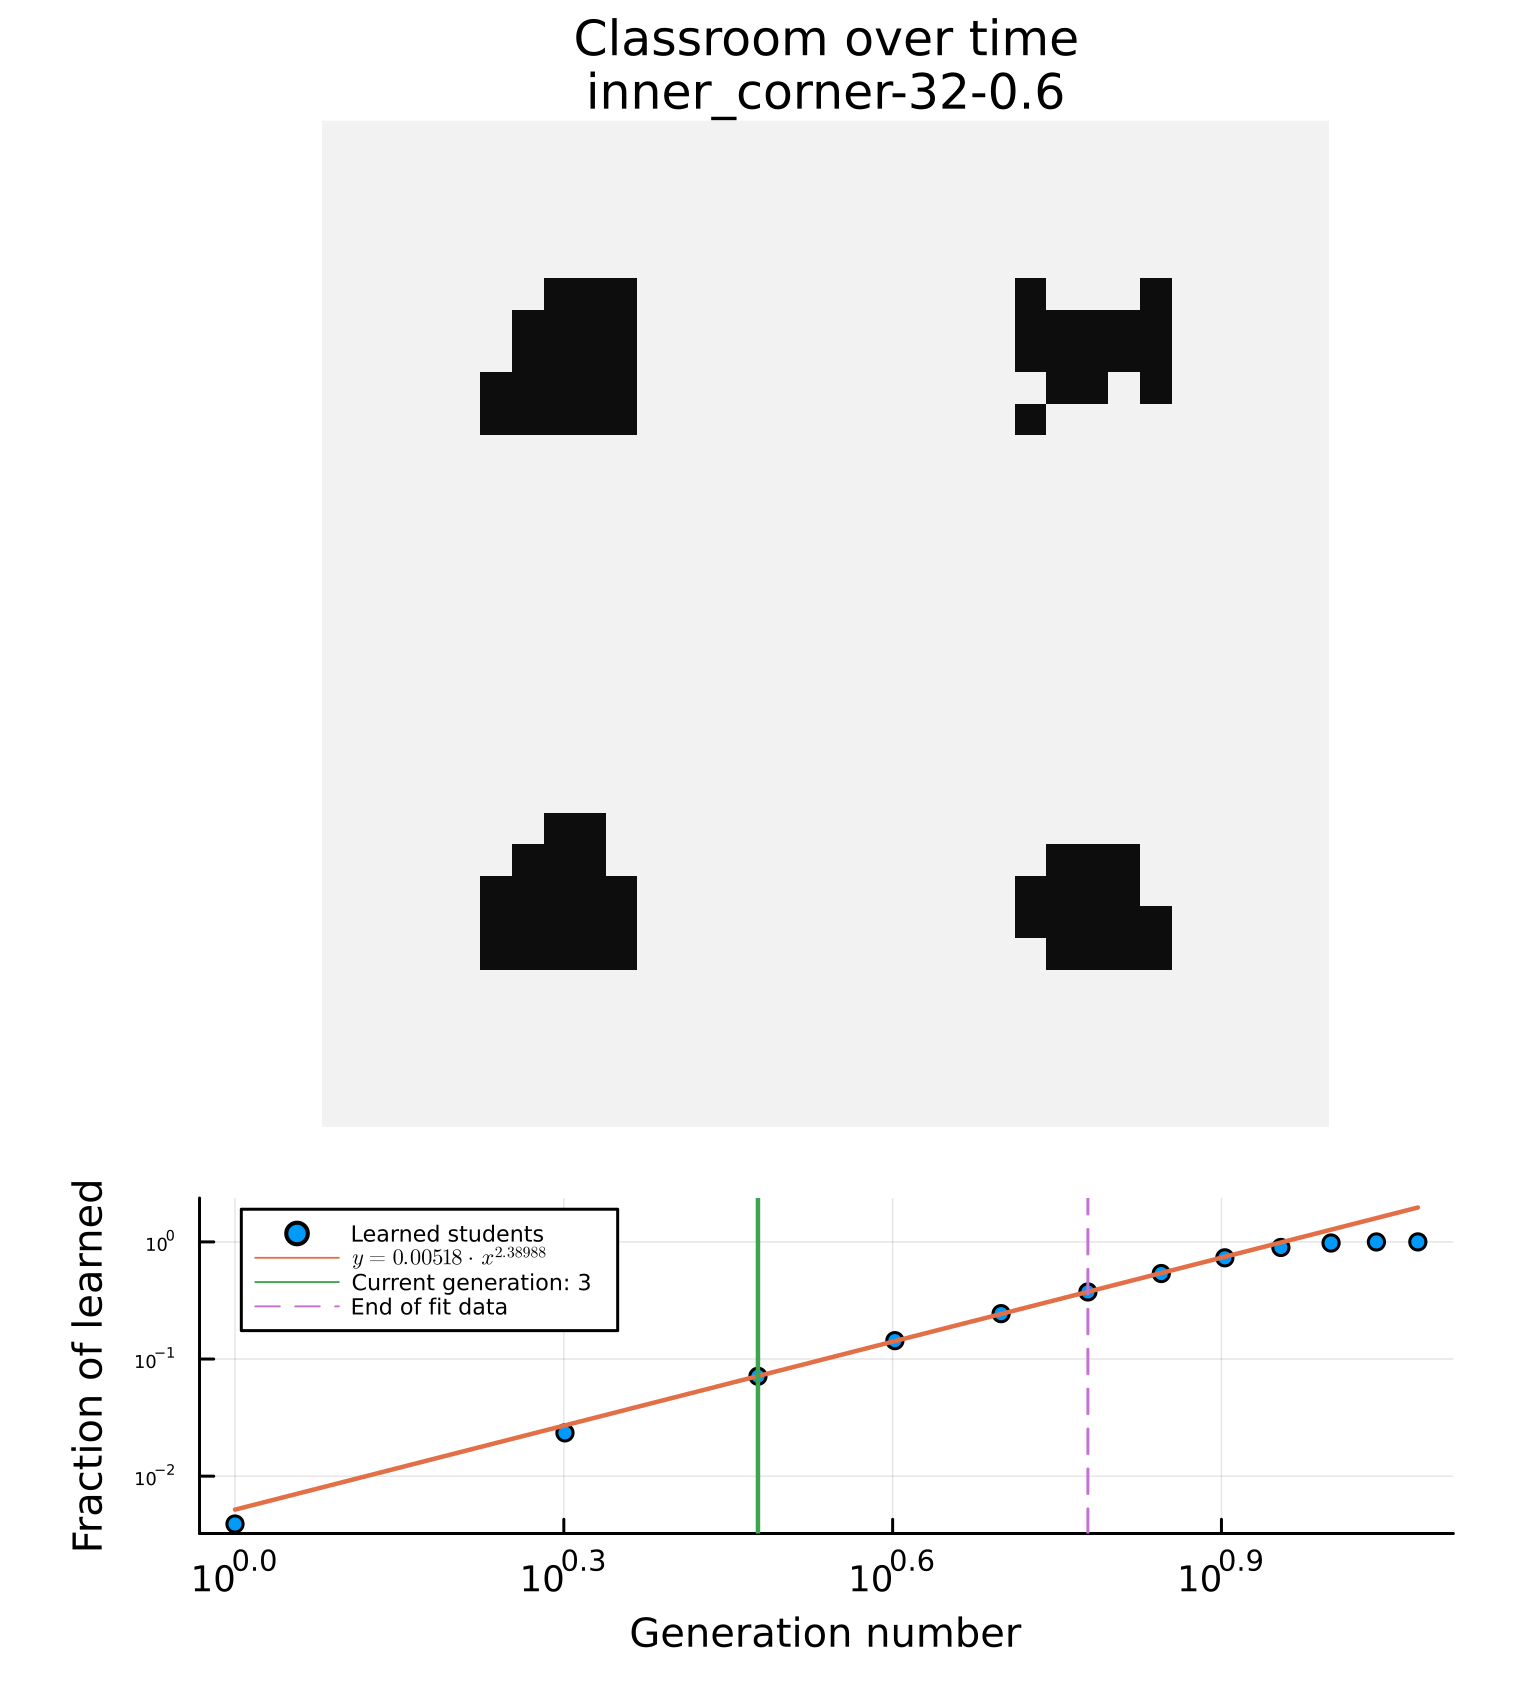 Classroom over time
inner_corner-32-0.6
Fraction of learned
10^0
10^−1
10^−2
Learned students
y = 0.00518 · x^2.38988
Current generation: 3
End of fit data
10^0.0
10^0.3
10^0.6
10^0.9
Generation number